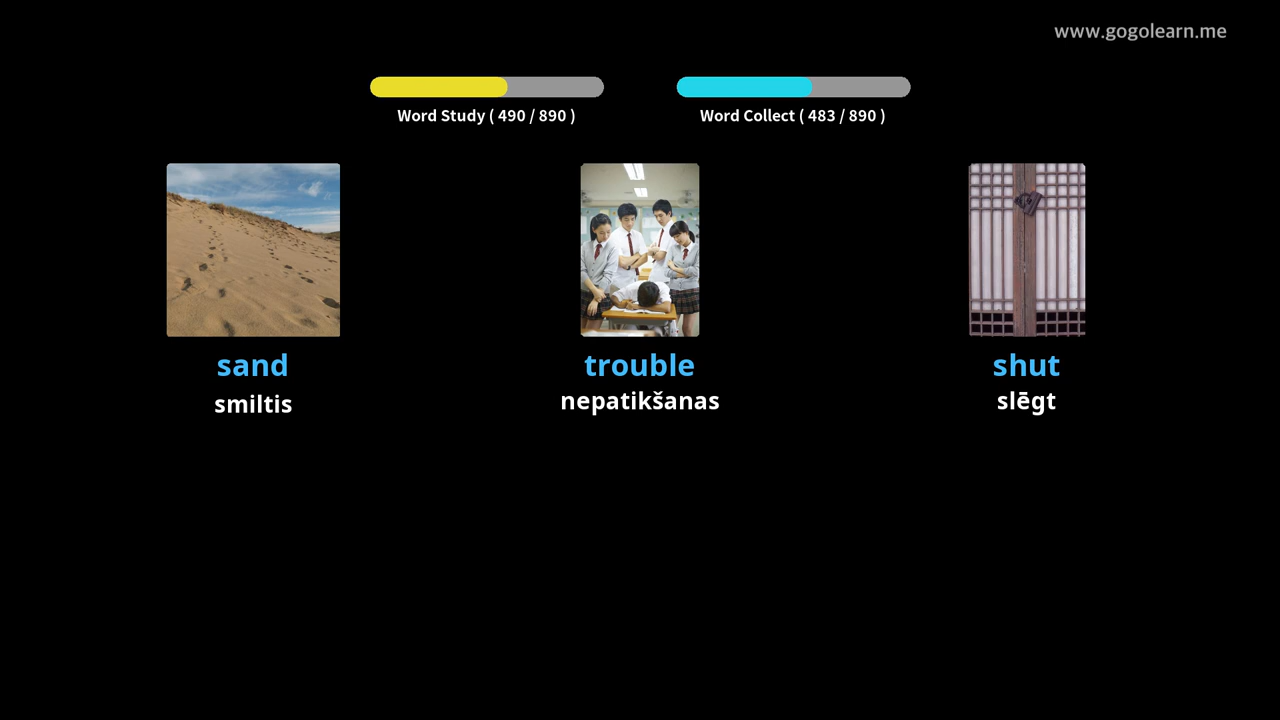 www.gogolearn.me
Word Study ( 490 / 890 )
Word Collect ( 483 / 890 )
sand
smiltis
trouble
nepatikšanas
shut
slēgt